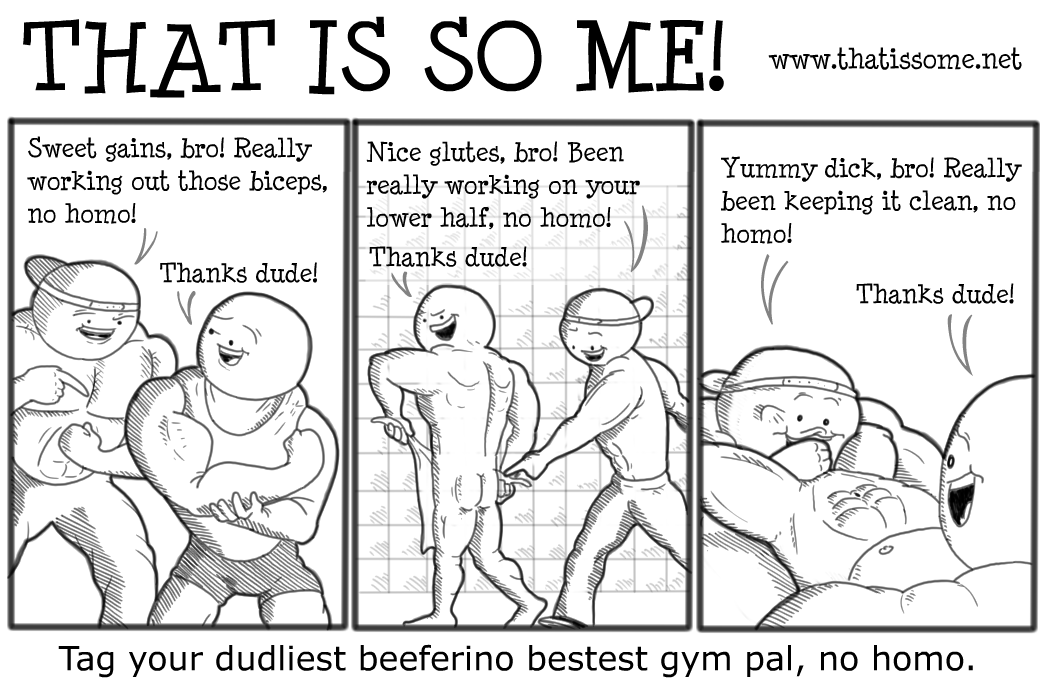 THAT IS SO ME!
www.thatissome.net
Sweet gains, bro! Really
working out those biceps,
no homo!
Thanks dude!
Nice glutes, bro! Been
really working on your
lower half, no homo!
Thanks dude!
Yummy dick, bro! Really
been keeping it clean, no
homo!
Thanks dude!
Tag your dudliest beeferino bestest gym pal, no homo.